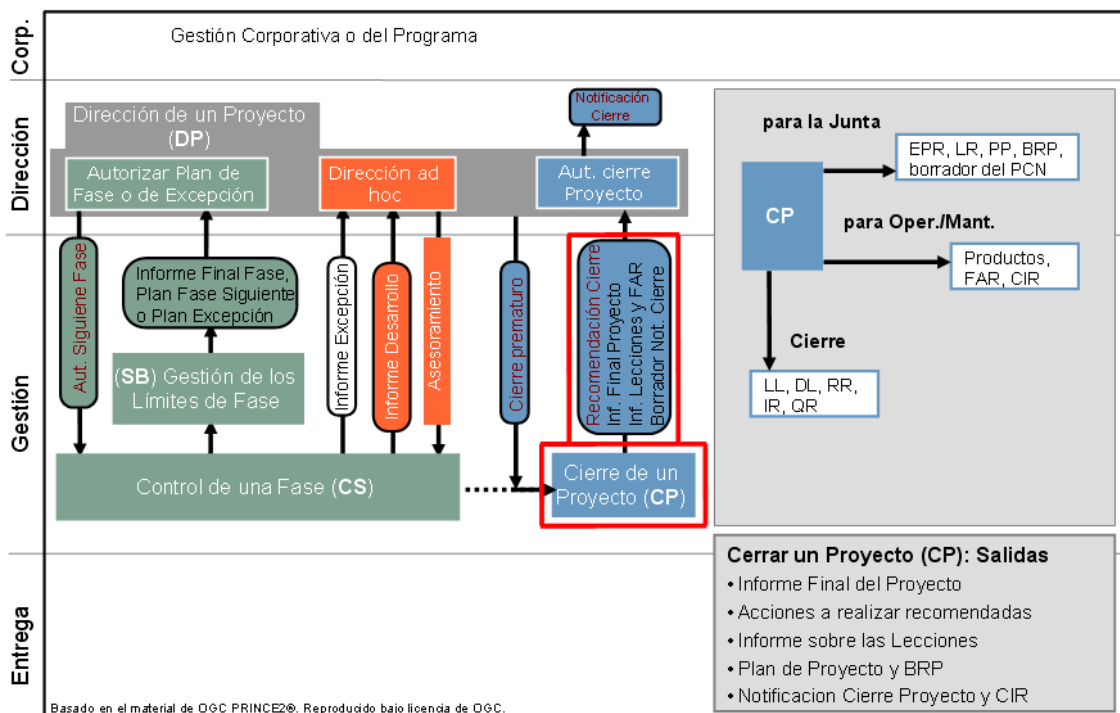 Corp.
Gestión Corporativa o del Programa
Dirección
Dirección de un Proyecto
(DP)
Autorizar Plan de
Fase o de Excepción
Dirección ad
hoc
Notificación
Cierre
Aut. cierre
Proyecto
Gestión
Aut. Siguiene Fase
Informe Final Fase,
Plan Fase Siguiente
o Plan Excepción
(SB) Gestión de los
Límites de Fase
Informe Excepción
Informe Desarrollo
Asesoramiento
Cierre prematuro
Recomendación Cierre
Inf. Final Proyecto
Inf. Lecciones y FAR
Borrador Not. Cierre
Control de una Fase (CS)
Cierre de un
Proyecto (CP)
Entrega
Basado en el material de OGC PRINCE2®. Reproducido bajo licencia de OGC.
para la Junta
EPR, LR, PP, BRP,
borrador del PCN
CP
para Oper./Mant.
Productos,
FAR, CIR
Cierre
LL, DL, RR,
IR, QR
Cerrar un Proyecto (CP): Salidas
• Informe Final del Proyecto
• Acciones a realizar recomendadas
• Informe sobre las Lecciones
• Plan de Proyecto y BRP
• Notificacion Cierre Proyecto y CIR